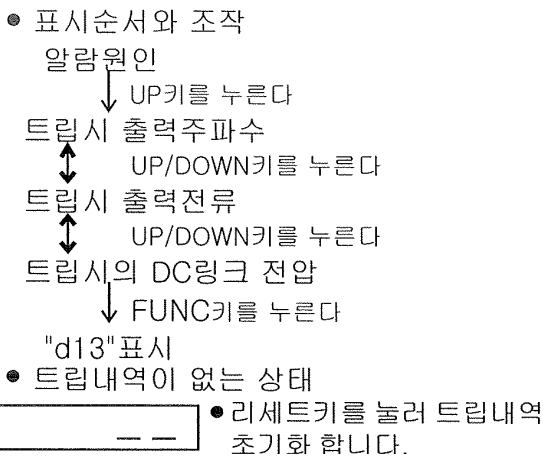 ● 표시순서와 조작
알람원인
UP키를 누른다
트립시 출력주파수
UP/DOWN키를 누른다
트립시 출력전류
UP/DOWN키를 누른다
트립시의 DC링크 전압
FUNC키를 누른다
"d13"표시
● 트립내역이 없는 상태
_ _
● 리세트키를 눌러 트립내역
초기화 합니다.